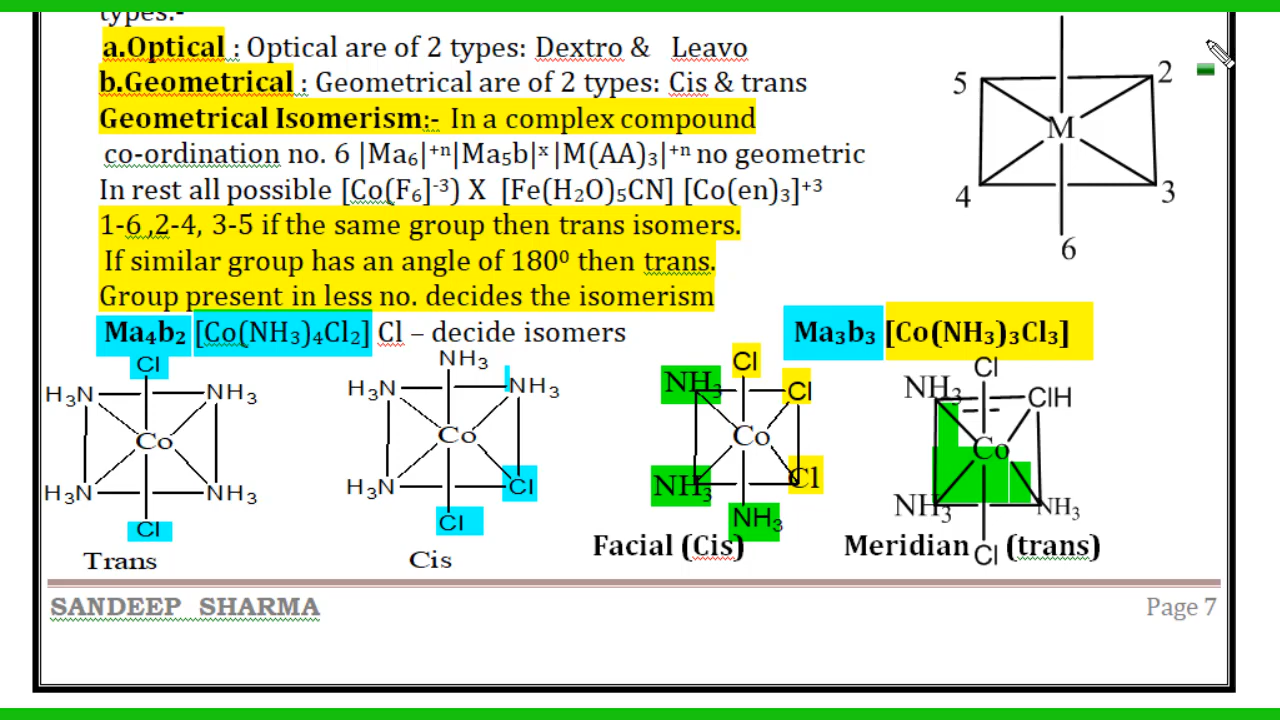 types:-
a.Optical : Optical are of 2 types: Dextro & Leavo
b.Geometrical : Geometrical are of 2 types: Cis & trans
Geometrical Isomerism:- In a complex compound
co-ordination no. 6 |Ma₆|⁺ⁿ|Ma₅b|ˣ |M(AA)₃|⁺ⁿ no geometric
In rest all possible [Co(F₆]⁻³) X [Fe(H₂O)₅CN] [Co(en)₃]⁺³
1-6 ,2-4, 3-5 if the same group then trans isomers.
If similar group has an angle of 180⁰ then trans.
Group present in less no. decides the isomerism
5 2
M
4 3
6
Ma₄b₂ [Co(NH₃)₄Cl₂] Cl – decide isomers
Ma₃b₃ [Co(NH₃)₃Cl₃]
Cl
H₃N NH₃
Co
H₃N NH₃
Cl
Trans
NH₃
H₃N NH₃
Co
H₃N Cl
Cl
Cis
Cl
NH₃ Cl
Co
NH₃ Cl
NH₃
Facial (Cis)
Cl
NH₃ ClH
Co
NH₃ NH₃
Cl
Meridian (trans)
SANDEEP SHARMA
Page 7